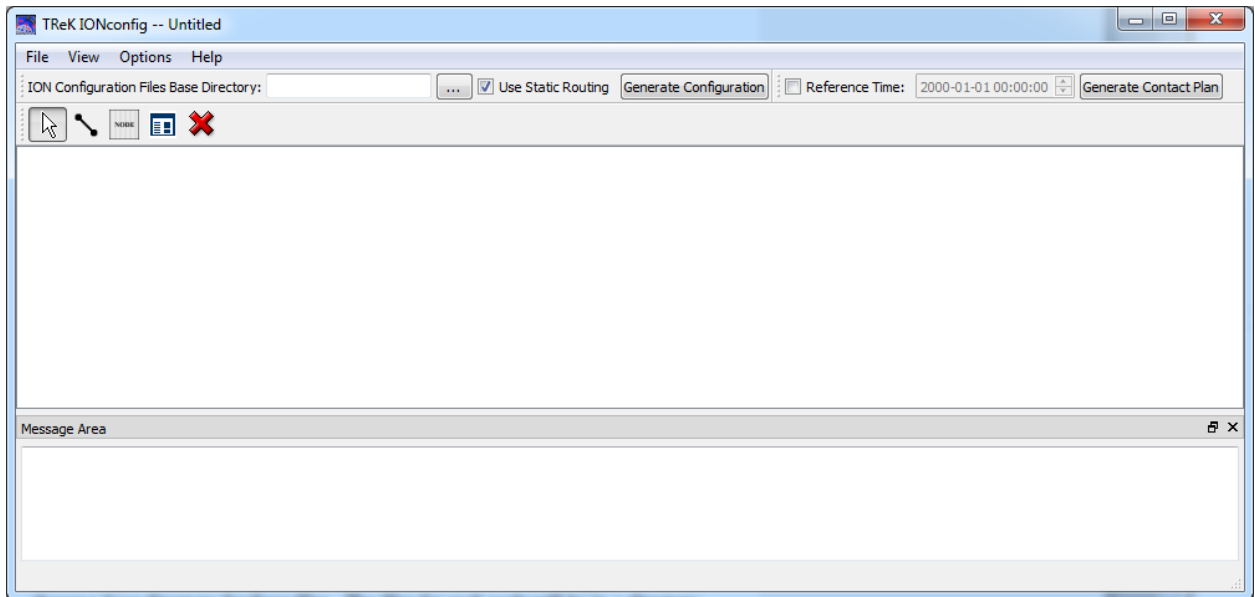 TReK IONconfig -- Untitled
File View Options Help
ION Configuration Files Base Directory: ... Use Static Routing Generate Configuration Reference Time: 2000-01-01 00:00:00 Generate Contact Plan
NODE
Message Area